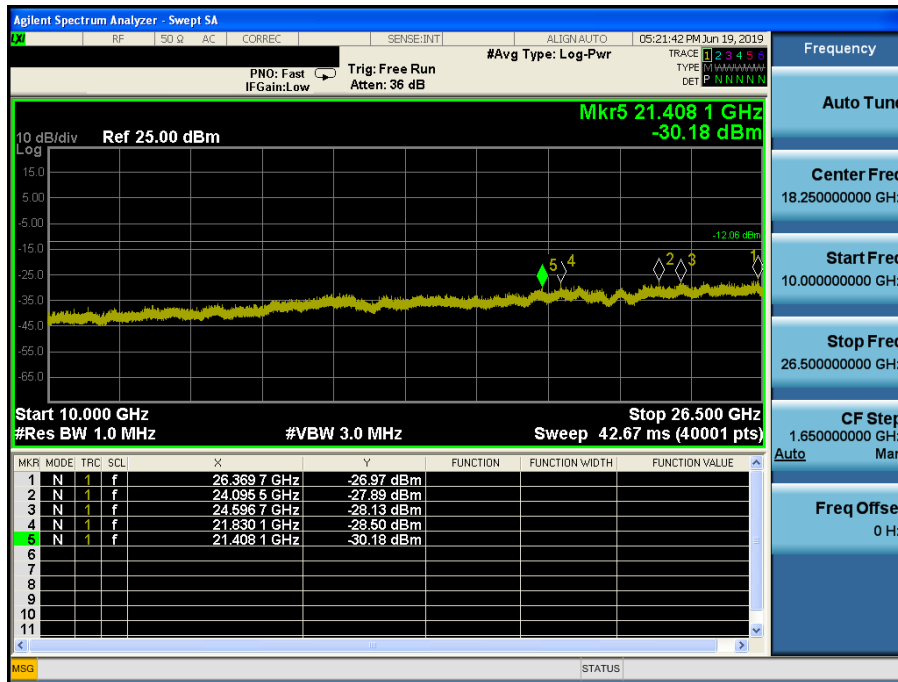 Agilent Spectrum Analyzer - Swept SA
LXI RF 50 Ω AC CORREC SENSE:INT ALIGN AUTO 05:21:42 PM Jun 19, 2019
#Avg Type: Log-Pwr
TRACE 1 2 3 4 5 6
PNO: Fast Trig: Free Run TYPE M WWWWW
IFGain:Low Atten: 36 dB DET P N N N N N
Mkr5 21.408 1 GHz
-30.18 dBm
10 dB/div Ref 25.00 dBm
Log
15.0
5.00
-5.00
-12.06 dBm
-15.0
5 4 2 3 1
-25.0
-35.0
-45.0
-55.0
-65.0
Start 10.000 GHz Stop 26.500 GHz
#Res BW 1.0 MHz #VBW 3.0 MHz Sweep 42.67 ms (40001 pts)
MKR MODE TRC SCL X Y FUNCTION FUNCTION WIDTH FUNCTION VALUE
1 N 1 f 26.369 7 GHz -26.97 dBm
2 N 1 f 24.095 5 GHz -27.89 dBm
3 N 1 f 24.596 7 GHz -28.13 dBm
4 N 1 f 21.830 1 GHz -28.50 dBm
5 N 1 f 21.408 1 GHz -30.18 dBm
6
7
8
9
10
11
MSG STATUS
Frequency
Auto Tune
Center Freq
18.250000000 GHz
Start Freq
10.000000000 GHz
Stop Freq
26.500000000 GHz
CF Step
1.650000000 GHz
Auto Man
Freq Offset
0 Hz